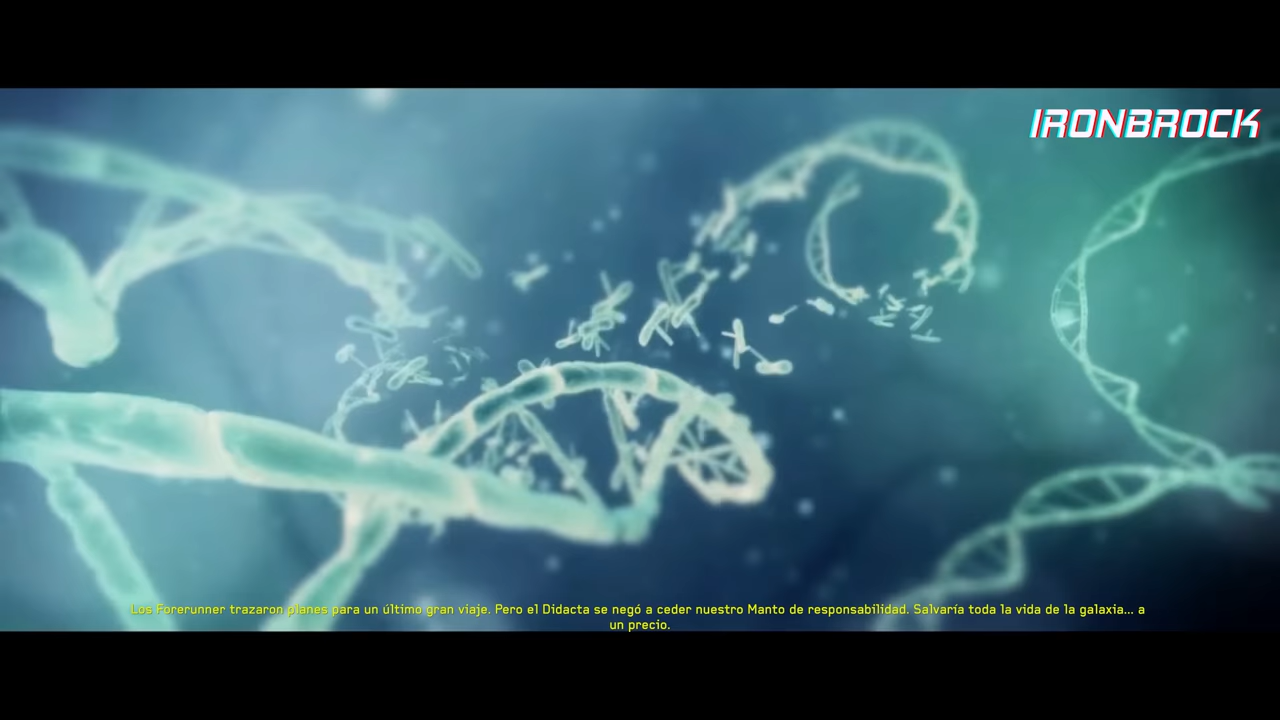 IRONBROCK
Los Forerunner trazaron planes para un último gran viaje. Pero el Didacta se negó a ceder nuestro Manto de responsabilidad. Salvaría toda la vida de la galaxia... a
un precio.